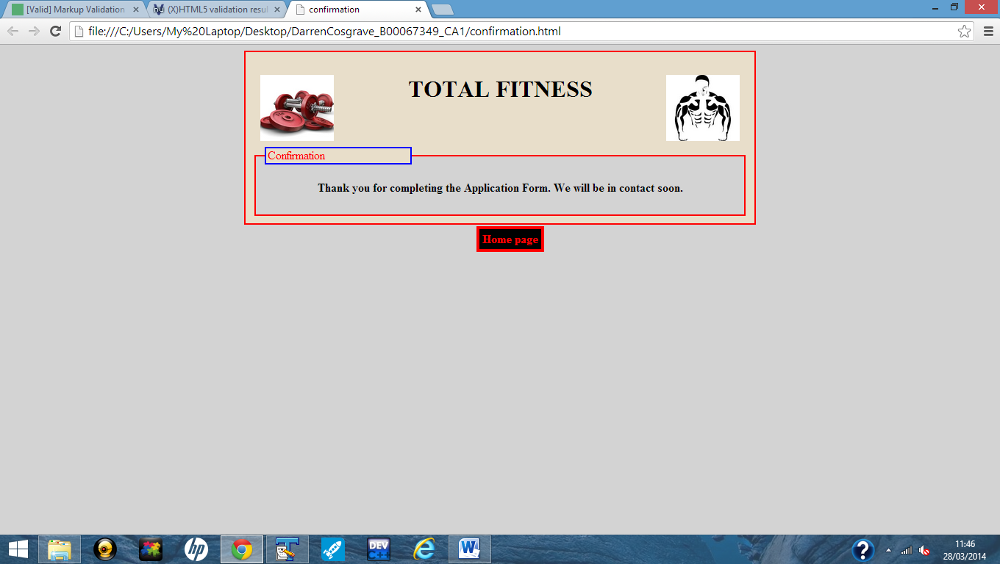 [Valid] Markup Validation
(X)HTML5 validation resul
confirmation
file:///C:/Users/My%20Laptop/Desktop/DarrenCosgrave_B00067349_CA1/confirmation.html
TOTAL FITNESS
Confirmation
Thank you for completing the Application Form. We will be in contact soon.
Home page
hp
DEV
C++
W
?
11:46
28/03/2014